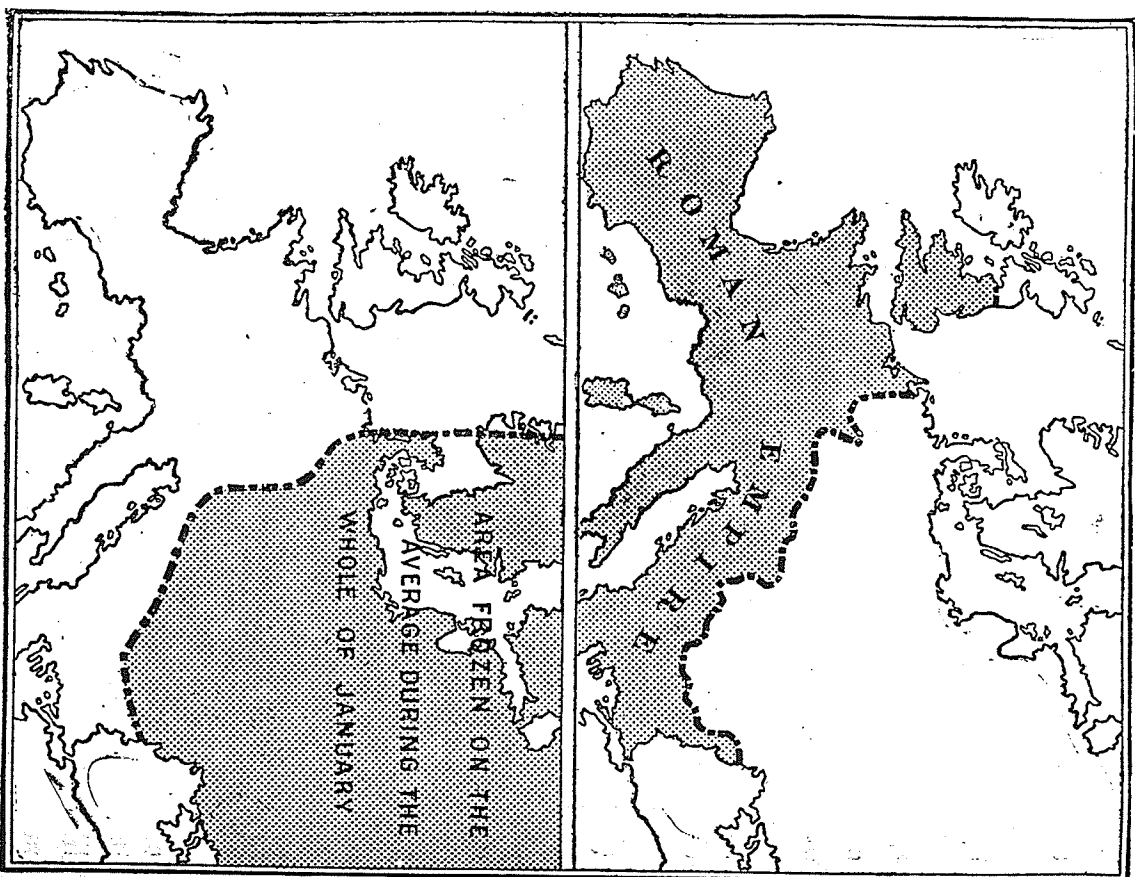 ROMAN EMPIRE
AREA FROZEN ON THE
AVERAGE DURING THE
WHOLE OF JANUARY